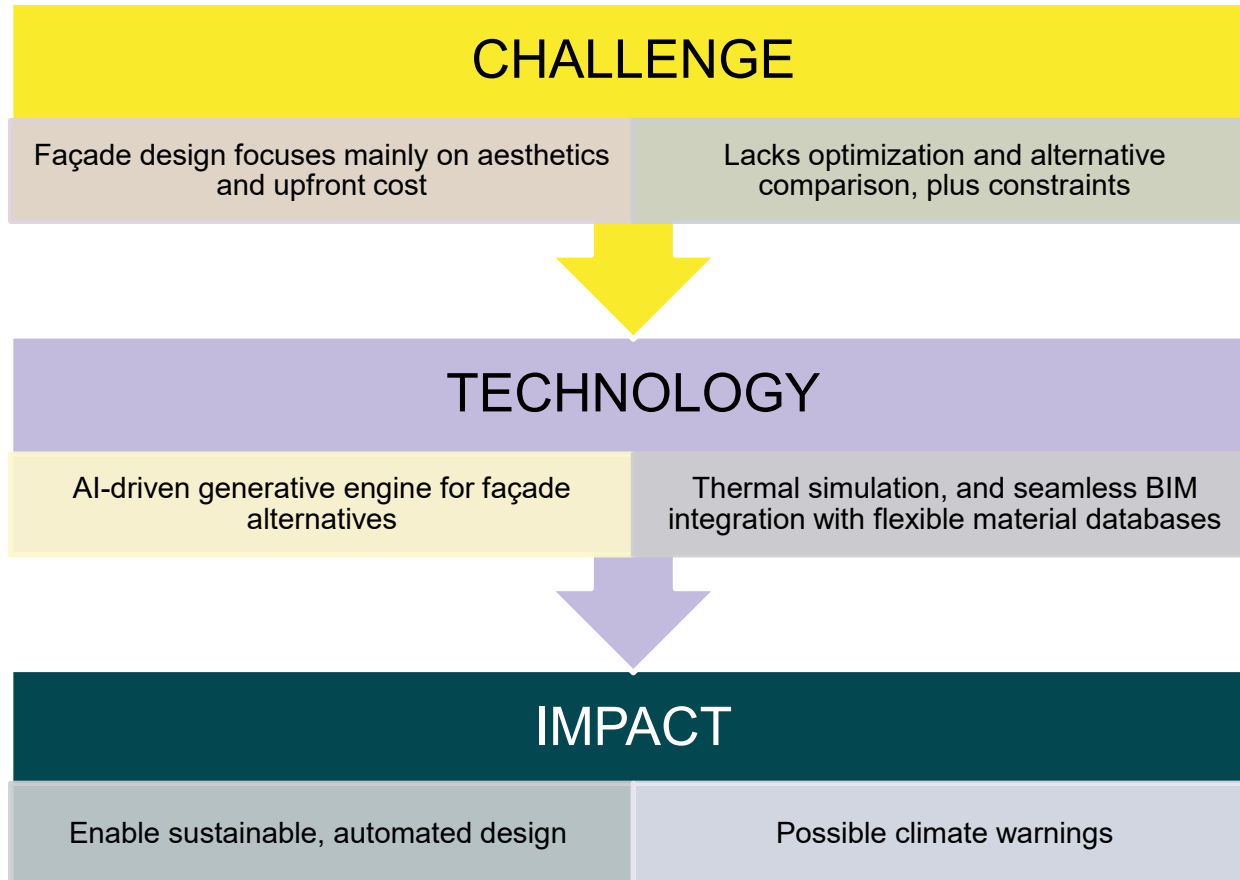 CHALLENGE
Façade design focuses mainly on aesthetics
and upfront cost
Lacks optimization and alternative
comparison, plus constraints
TECHNOLOGY
AI-driven generative engine for façade
alternatives
Thermal simulation, and seamless BIM
integration with flexible material databases
IMPACT
Enable sustainable, automated design
Possible climate warnings